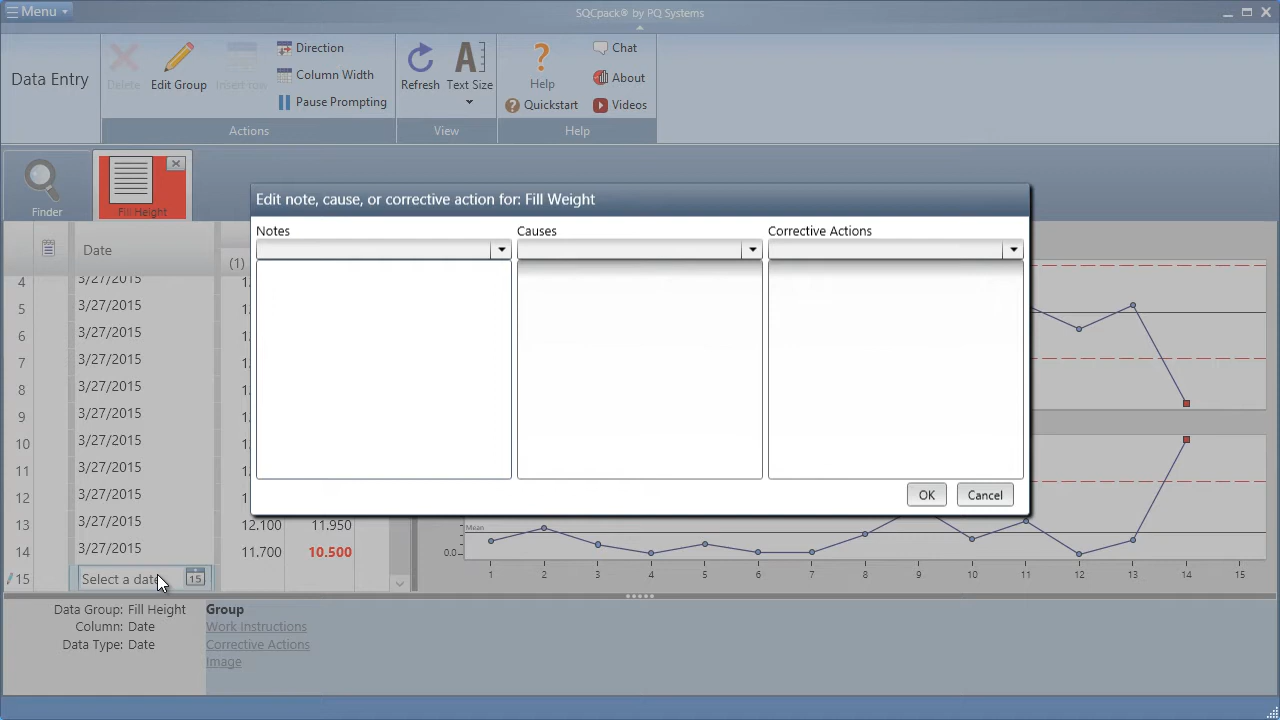 Menu
SQCpack® by PQ Systems
Data Entry
Delete
Edit Group
Insert row
Direction
Column Width
Pause Prompting
Refresh
Text Size
Help
Quickstart
Chat
About
Videos
Actions
View
Help
Finder
Fill Height
Edit note, cause, or corrective action for: Fill Weight
Notes
Causes
Corrective Actions
OK
Cancel
Date
(1)
4 3/27/2015
5 3/27/2015
6 3/27/2015
7 3/27/2015
8 3/27/2015
9 3/27/2015
10 3/27/2015
11 3/27/2015
12 3/27/2015
13 3/27/2015 12.100 11.950
14 3/27/2015 11.700 10.500
15 Select a date 15
Mean
0.0
1 2 3 4 5 6 7 8 9 10 11 12 13 14 15
Data Group: Fill Height
Column: Date
Data Type: Date
Group
Work Instructions
Corrective Actions
Image